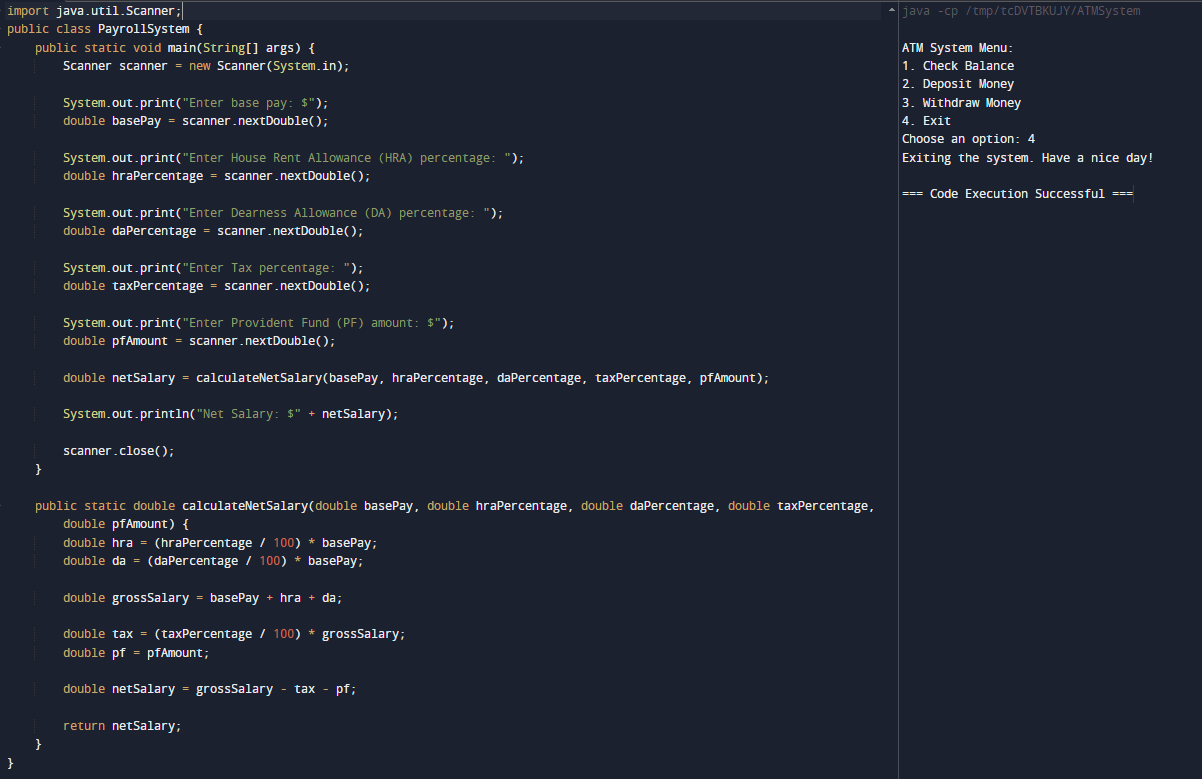 import java.util.Scanner;
public class PayrollSystem {
    public static void main(String[] args) {
        Scanner scanner = new Scanner(System.in);

        System.out.print("Enter base pay: $");
        double basePay = scanner.nextDouble();

        System.out.print("Enter House Rent Allowance (HRA) percentage: ");
        double hraPercentage = scanner.nextDouble();

        System.out.print("Enter Dearness Allowance (DA) percentage: ");
        double daPercentage = scanner.nextDouble();

        System.out.print("Enter Tax percentage: ");
        double taxPercentage = scanner.nextDouble();

        System.out.print("Enter Provident Fund (PF) amount: $");
        double pfAmount = scanner.nextDouble();

        double netSalary = calculateNetSalary(basePay, hraPercentage, daPercentage, taxPercentage, pfAmount);

        System.out.println("Net Salary: $" + netSalary);

        scanner.close();
    }

    public static double calculateNetSalary(double basePay, double hraPercentage, double daPercentage, double taxPercentage,
        double pfAmount) {
        double hra = (hraPercentage / 100) * basePay;
        double da = (daPercentage / 100) * basePay;

        double grossSalary = basePay + hra + da;

        double tax = (taxPercentage / 100) * grossSalary;
        double pf = pfAmount;

        double netSalary = grossSalary - tax - pf;

        return netSalary;
    }
}
java -cp /tmp/tcDVTBKUJY/ATMSystem

ATM System Menu:
1. Check Balance
2. Deposit Money
3. Withdraw Money
4. Exit
Choose an option: 4
Exiting the system. Have a nice day!

=== Code Execution Successful ===